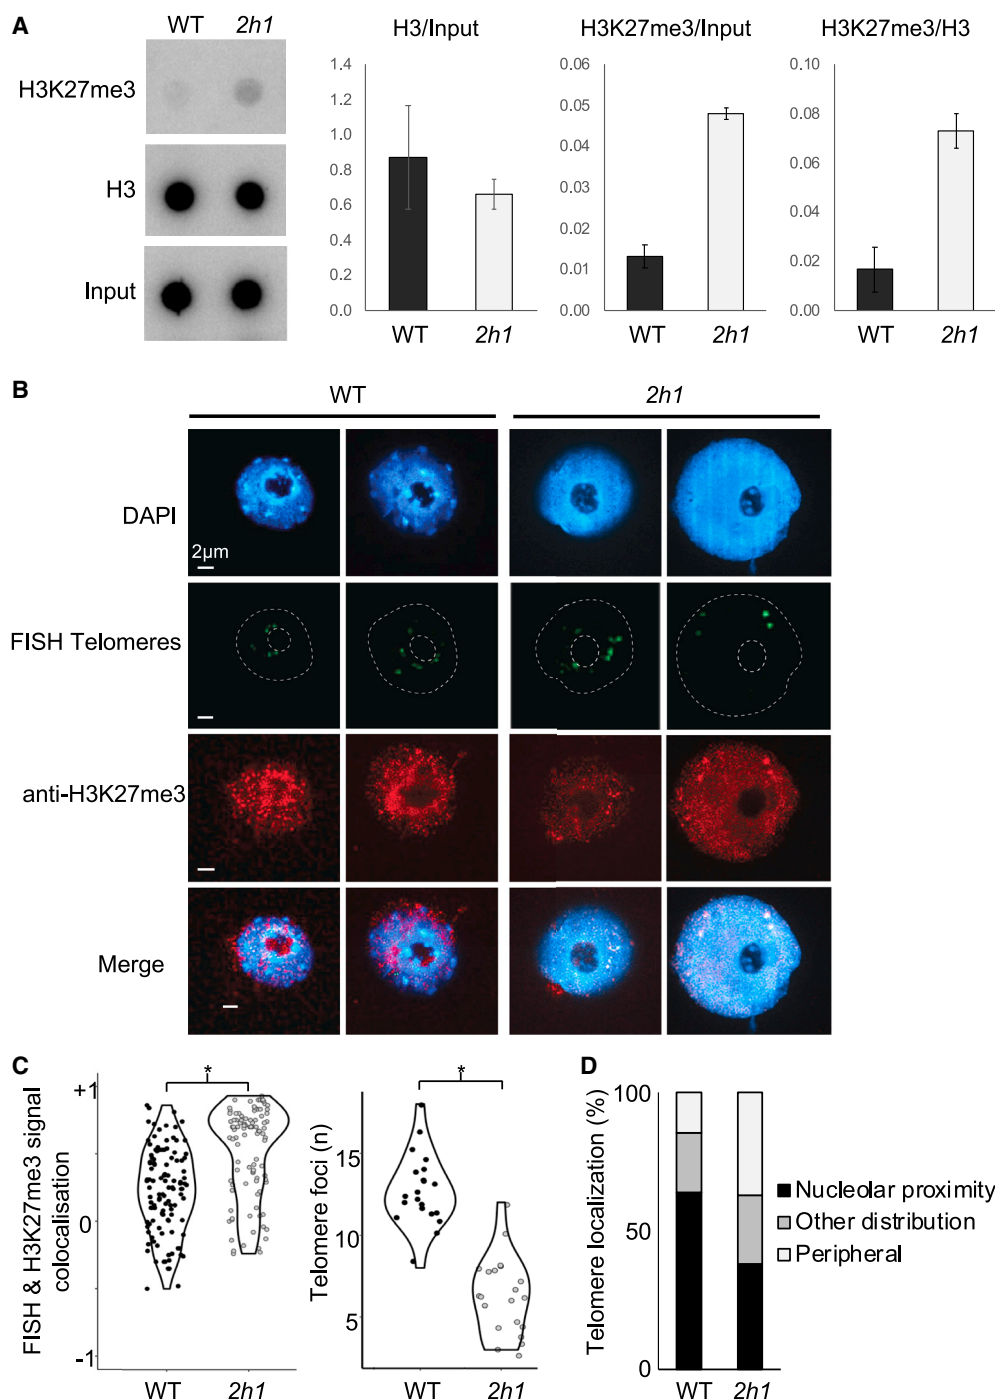 A
WT 2h1
H3K27me3
H3
Input
H3/Input
1.4
1.2
1.0
0.8
0.6
0.4
0.2
0.0
WT 2h1
H3K27me3/Input
0.06
0.05
0.04
0.03
0.02
0.01
0.00
WT 2h1
H3K27me3/H3
0.10
0.08
0.06
0.04
0.02
0.00
WT 2h1
B
WT 2h1
DAPI
2µm
FISH Telomeres
anti-H3K27me3
Merge
C
FISH & H3K27me3 signal
colocalisation
+1
0
-1
*
WT 2h1
Telomere foci (n)
15
10
5
*
WT 2h1
D
Telomere localization (%)
100
50
0
WT 2h1
Nucleolar proximity
Other distribution
Peripheral